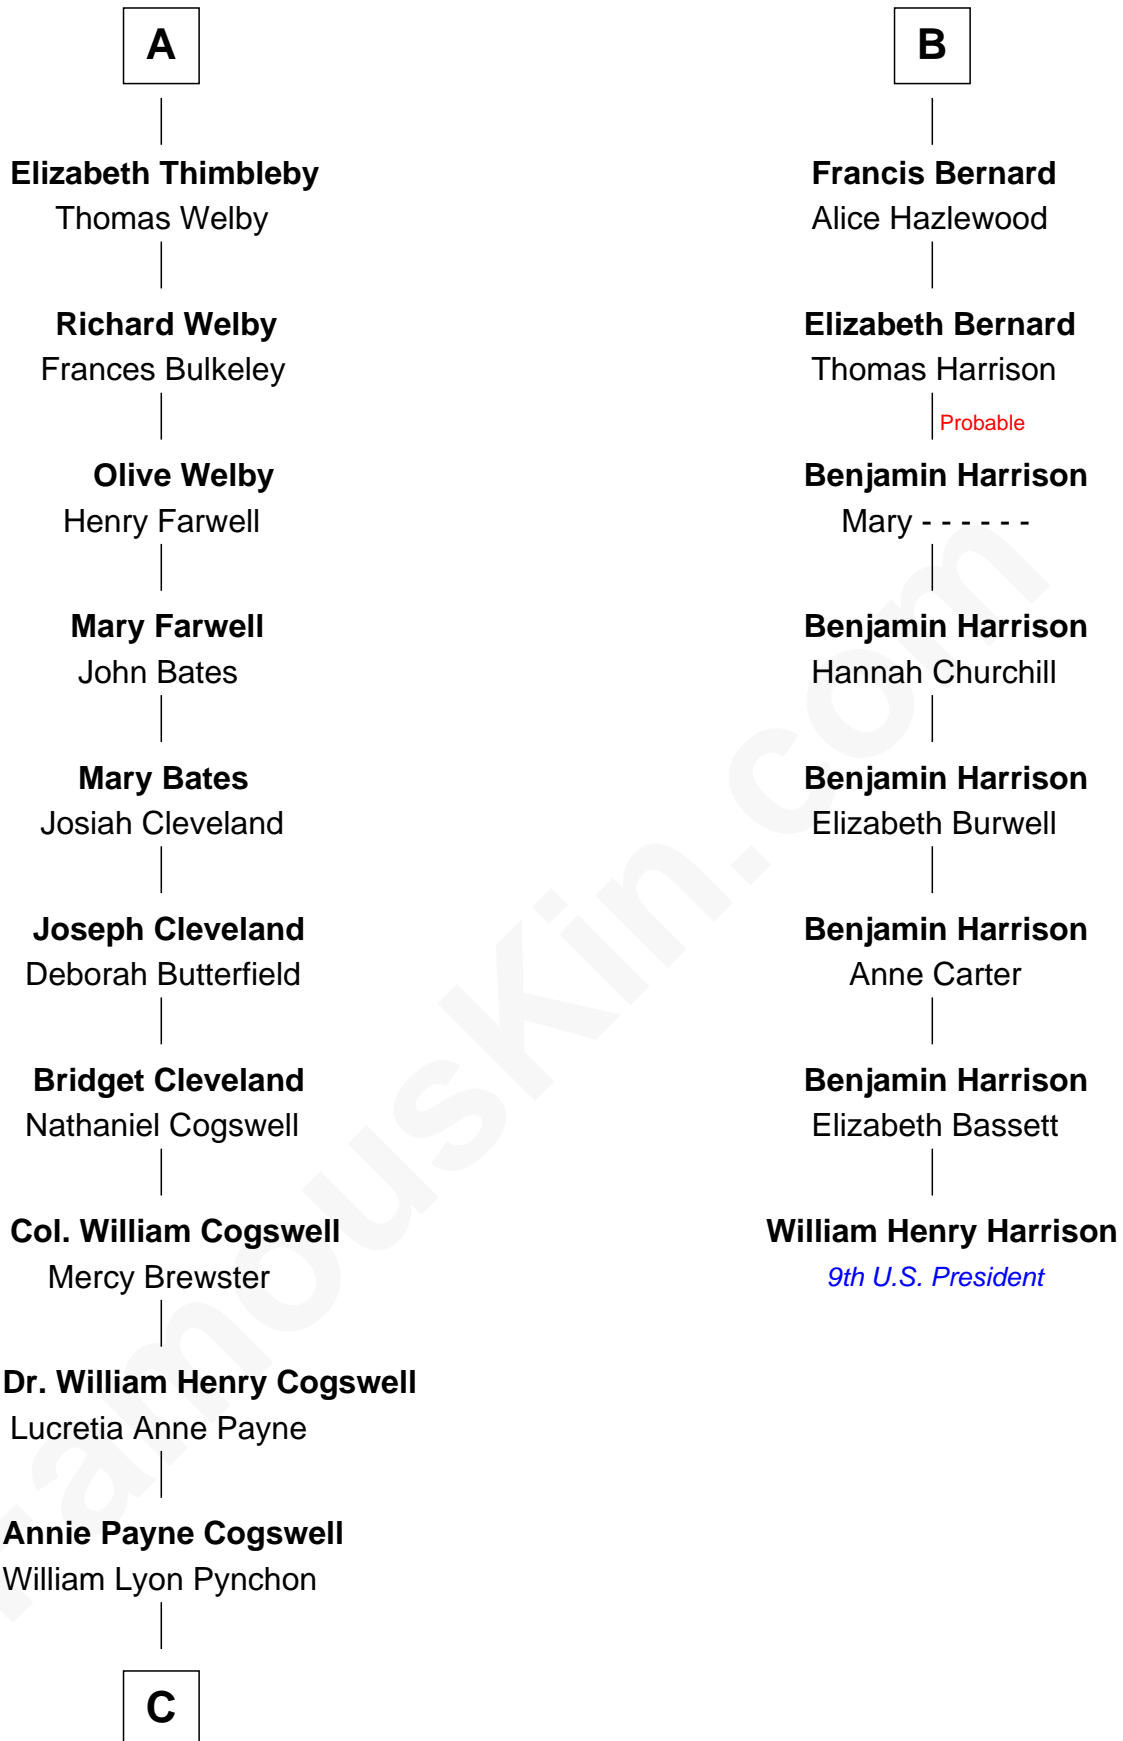 A
Elizabeth Thimbleby
Thomas Welby
Richard Welby
Frances Bulkeley
Olive Welby
Henry Farwell
Mary Farwell
John Bates
Mary Bates
Josiah Cleveland
Joseph Cleveland
Deborah Butterfield
Bridget Cleveland
Nathaniel Cogswell
Col. William Cogswell
Mercy Brewster
Dr. William Henry Cogswell
Lucretia Anne Payne
Annie Payne Cogswell
William Lyon Pynchon
C
B
Francis Bernard
Alice Hazlewood
Elizabeth Bernard
Thomas Harrison
Probable
Benjamin Harrison
Mary - - - - - -
Benjamin Harrison
Hannah Churchill
Benjamin Harrison
Elizabeth Burwell
Benjamin Harrison
Anne Carter
Benjamin Harrison
Elizabeth Bassett
William Henry Harrison
9th U.S. President
FamousKin.com